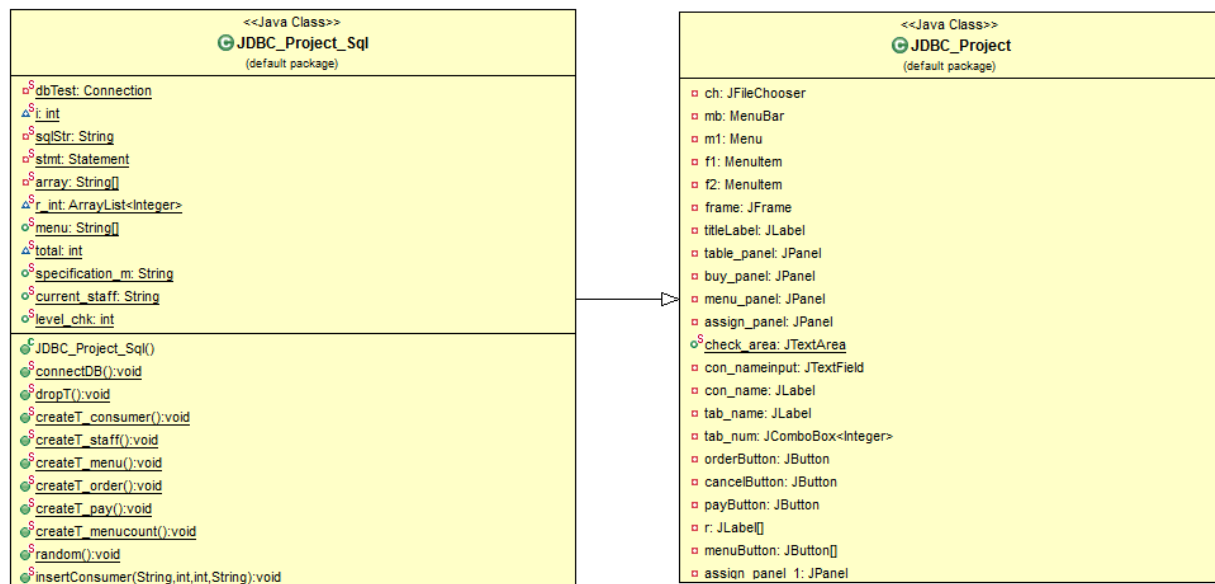 <<Java Class>>
JDBC_Project_Sql
(default package)
dbTest: Connection
i: int
sqlStr: String
stmt: Statement
array: String[]
r_int: ArrayList<Integer>
menu: String[]
total: int
specification_m: String
current_staff: String
level_chk: int
JDBC_Project_Sql()
connectDB():void
dropT():void
createT_consumer():void
createT_staff():void
createT_menu():void
createT_order():void
createT_pay():void
createT_menucount():void
random():void
insertConsumer(String,int,int,String):void
<<Java Class>>
JDBC_Project
(default package)
ch: JFileChooser
mb: MenuBar
m1: Menu
f1: MenuItem
f2: MenuItem
frame: JFrame
titleLabel: JLabel
table_panel: JPanel
buy_panel: JPanel
menu_panel: JPanel
assign_panel: JPanel
check_area: JTextArea
con_nameinput: JTextField
con_name: JLabel
tab_name: JLabel
tab_num: JComboBox<Integer>
orderButton: JButton
cancelButton: JButton
payButton: JButton
r: JLabel[]
menuButton: JButton[]
assign_panel_1: JPanel